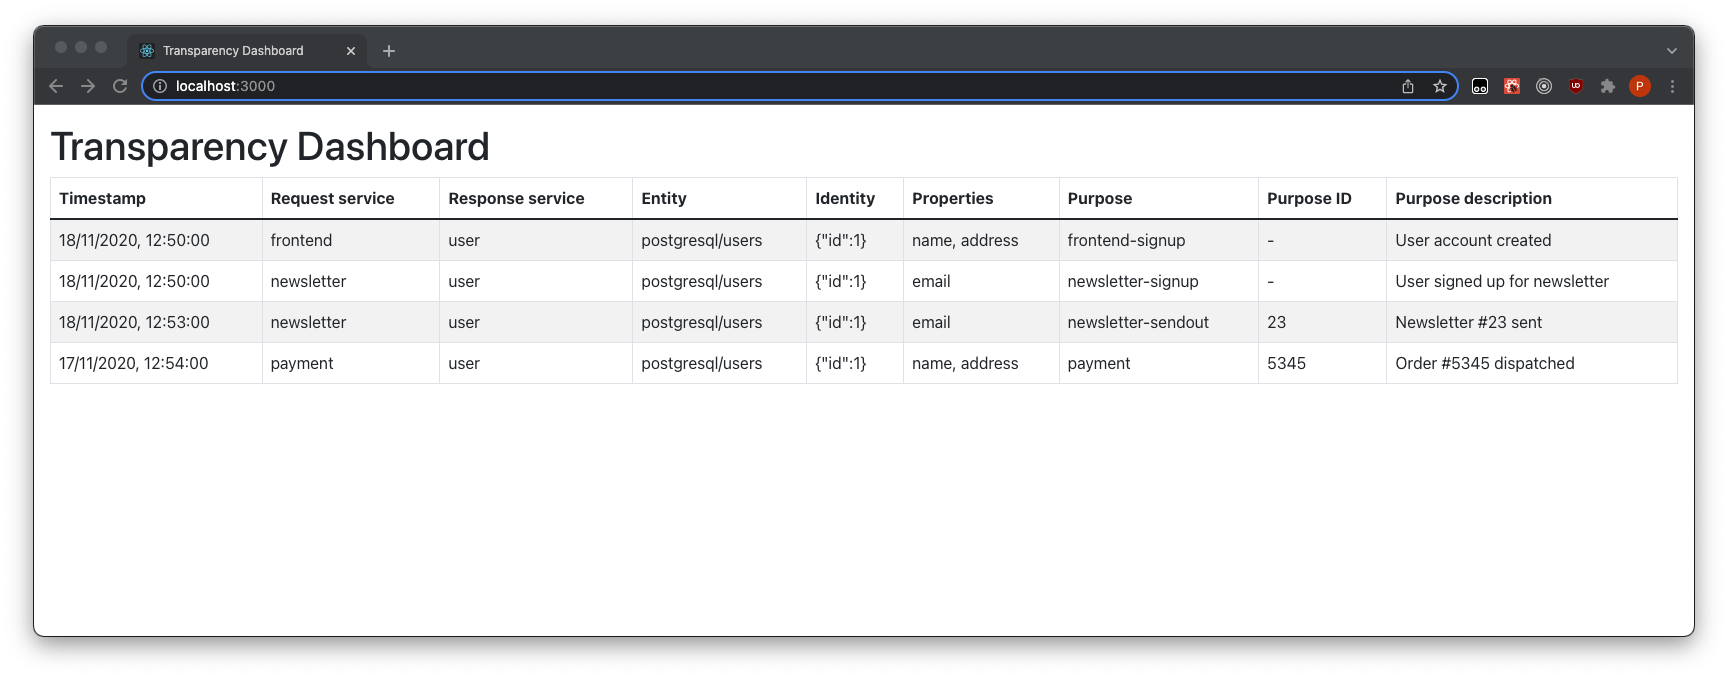 Transparency Dashboard
localhost:3000
UD
P
Transparency Dashboard
Timestamp Request service Response service Entity Identity Properties Purpose Purpose ID Purpose description
18/11/2020, 12:50:00 frontend user postgresql/users {"id":1} name, address frontend-signup - User account created
18/11/2020, 12:50:00 newsletter user postgresql/users {"id":1} email newsletter-signup - User signed up for newsletter
18/11/2020, 12:53:00 newsletter user postgresql/users {"id":1} email newsletter-sendout 23 Newsletter #23 sent
17/11/2020, 12:54:00 payment user postgresql/users {"id":1} name, address payment 5345 Order #5345 dispatched